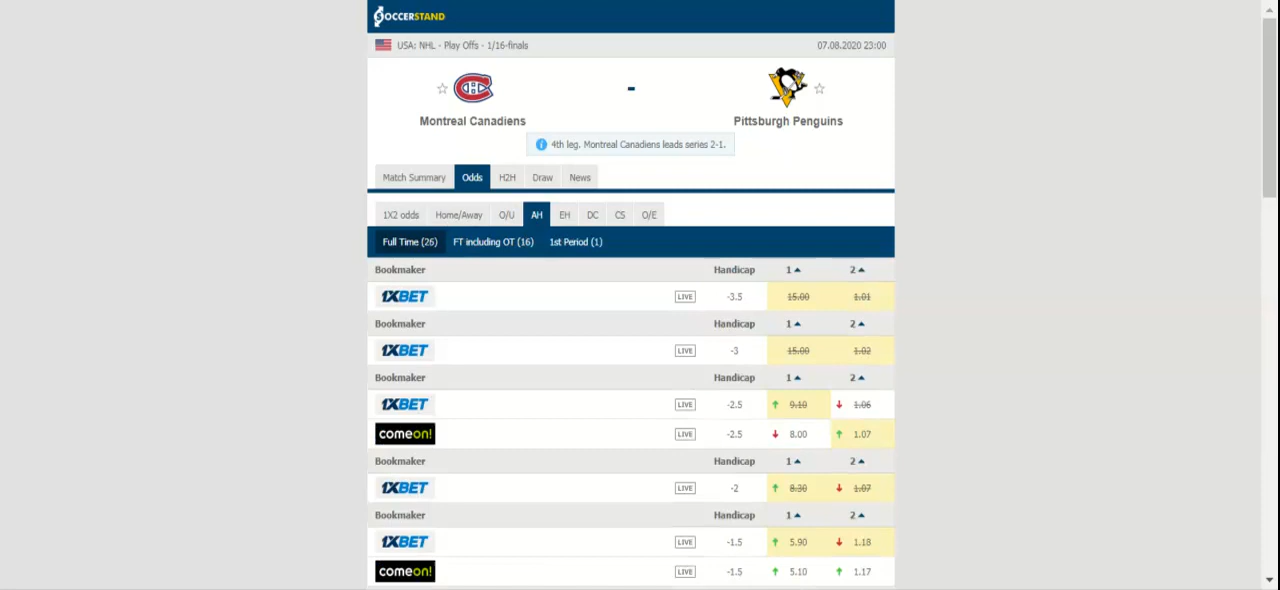 SOCCERSTAND
USA: NHL - Play Offs - 1/16-finals 07.08.2020 23:00
-
Montreal Canadiens Pittsburgh Penguins
4th leg. Montreal Canadiens leads series 2-1.
Match Summary Odds H2H Draw News
1X2 odds Home/Away O/U AH EH DC CS O/E
Full Time (26) FT including OT (16) 1st Period (1)
Bookmaker Handicap 1 2
1XBET LIVE -3.5 15.00 1.01
Bookmaker Handicap 1 2
1XBET LIVE -3 15.00 1.02
Bookmaker Handicap 1 2
1XBET LIVE -2.5 9.10 1.06
comeon! LIVE -2.5 8.00 1.07
Bookmaker Handicap 1 2
1XBET LIVE -2 8.30 1.07
Bookmaker Handicap 1 2
1XBET LIVE -1.5 5.90 1.18
comeon! LIVE -1.5 5.10 1.17